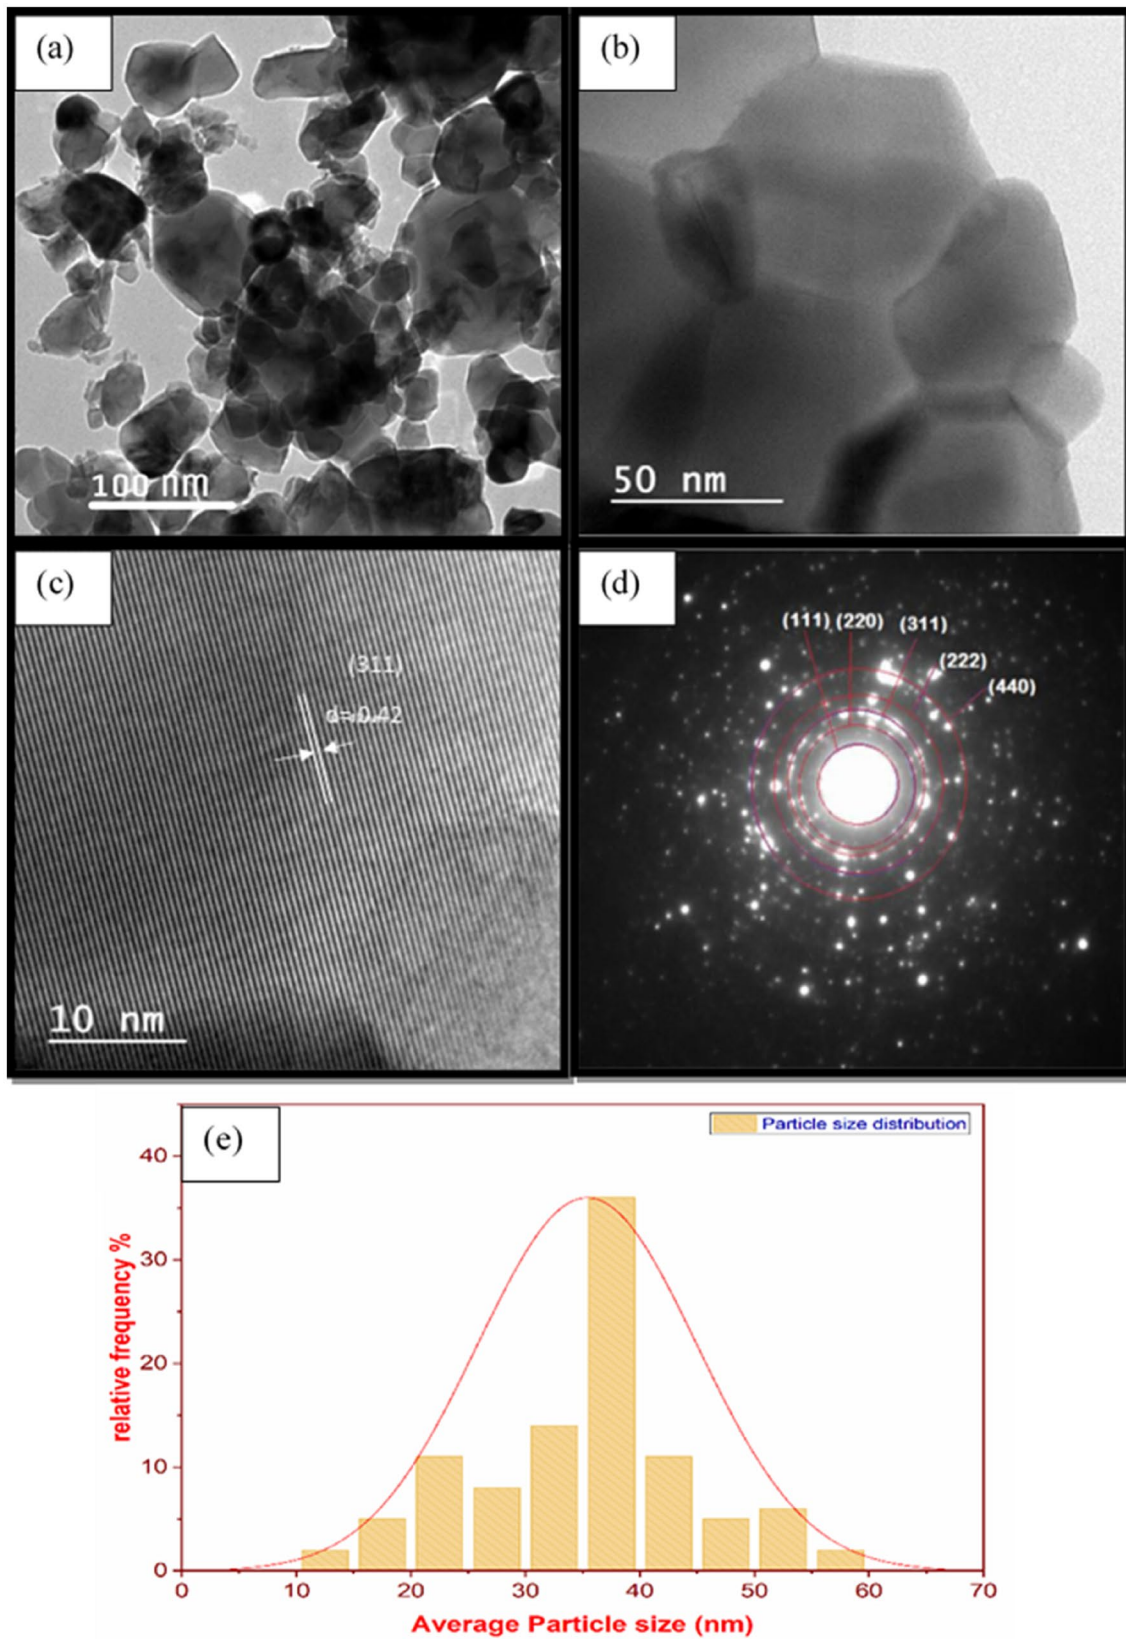 (a)
100 nm
(b)
50 nm
(c)
(311)
d= 0.42
10 nm
(d)
(111) (220) (311)
(222)
(440)
(e)
Particle size distribution
relative frequency %
40
30
20
10
0
0 10 20 30 40 50 60 70
Average Particle size (nm)